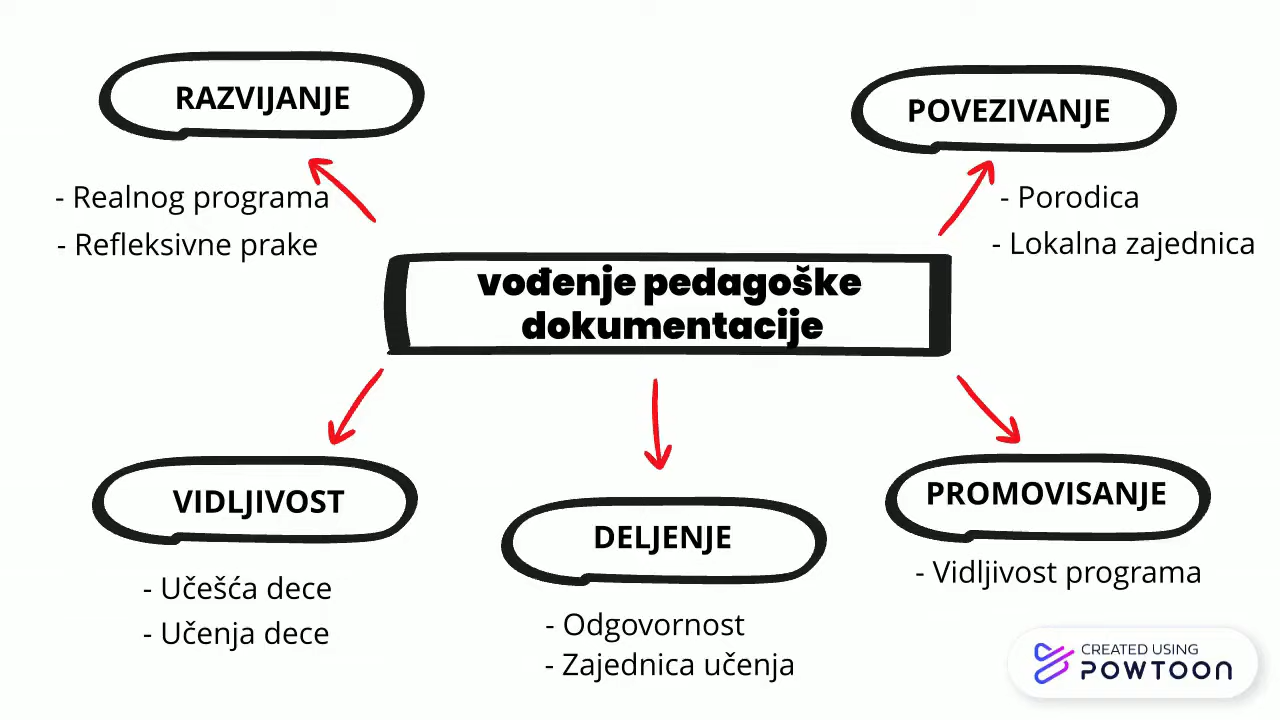 RAZVIJANJE
- Realnog programa
- Refleksivne prake
POVEZIVANJE
- Porodica
- Lokalna zajednica
vođenje pedagoške
dokumentacije
VIDLJIVOST
- Učešća dece
- Učenja dece
DELJENJE
- Odgovornost
- Zajednica učenja
PROMOVISANJE
- Vidljivost programa
CREATED USING
POWTOON